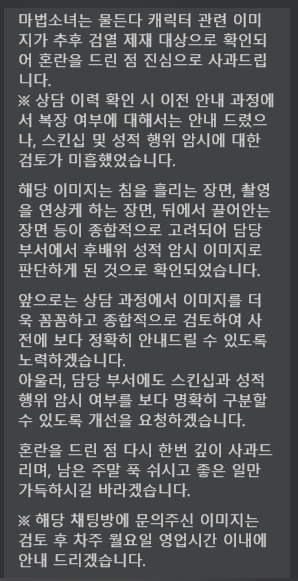 마법소녀는 물든다 캐릭터 관련 이미
지가 추후 검열 제재 대상으로 확인되
어 혼란을 드린 점 진심으로 사과드립
니다.
※ 상담 이력 확인 시 이전 안내 과정에
서 복장 여부에 대해서는 안내 드렸으
나, 스킨십 및 성적 행위 암시에 대한
검토가 미흡했었습니다.
해당 이미지는 침을 흘리는 장면, 촬영
을 연상케 하는 장면, 뒤에서 끌어안는
장면 등이 종합적으로 고려되어 담당
부서에서 후배위 성적 암시 이미지로
판단하게 된 것으로 확인되었습니다.
앞으로는 상담 과정에서 이미지를 더
욱 꼼꼼하고 종합적으로 검토하여 사
전에 보다 정확히 안내드릴 수 있도록
노력하겠습니다.
아울러, 담당 부서에도 스킨십과 성적
행위 암시 여부를 보다 명확히 구분할
수 있도록 개선을 요청하겠습니다.
혼란을 드린 점 다시 한번 깊이 사과드
리며, 남은 주말 푹 쉬시고 좋은 일만
가득하시길 바라겠습니다.
※ 해당 채팅방에 문의주신 이미지는
검토 후 차주 월요일 영업시간 이내에
안내 드리겠습니다.